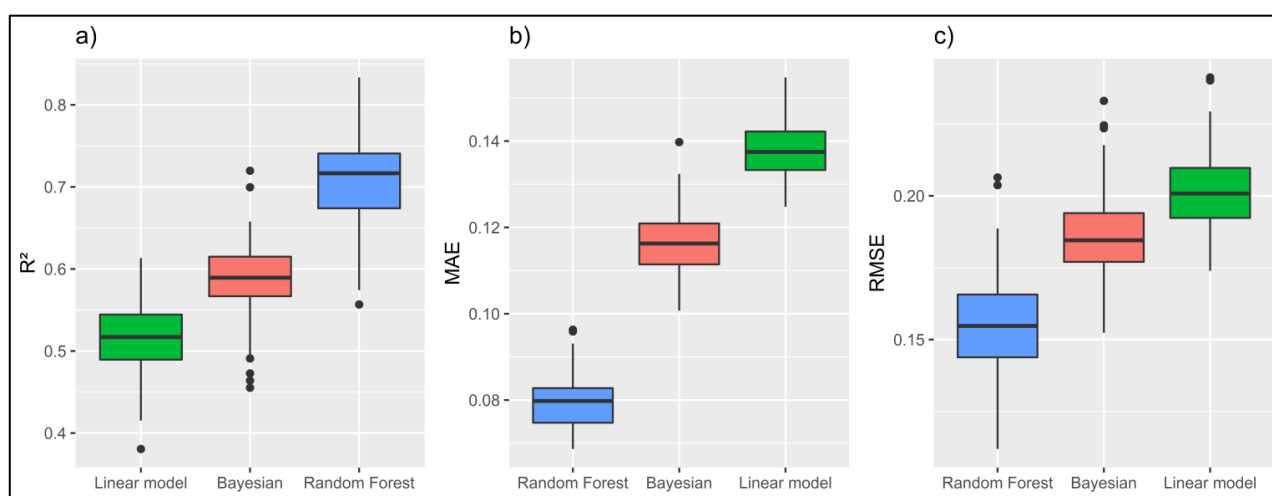 a)
R²
0.8
0.7
0.6
0.5
0.4
Linear model Bayesian Random Forest
b)
MAE
0.14
0.12
0.10
0.08
Random Forest Bayesian Linear model
c)
RMSE
0.20
0.15
Random Forest Bayesian Linear model